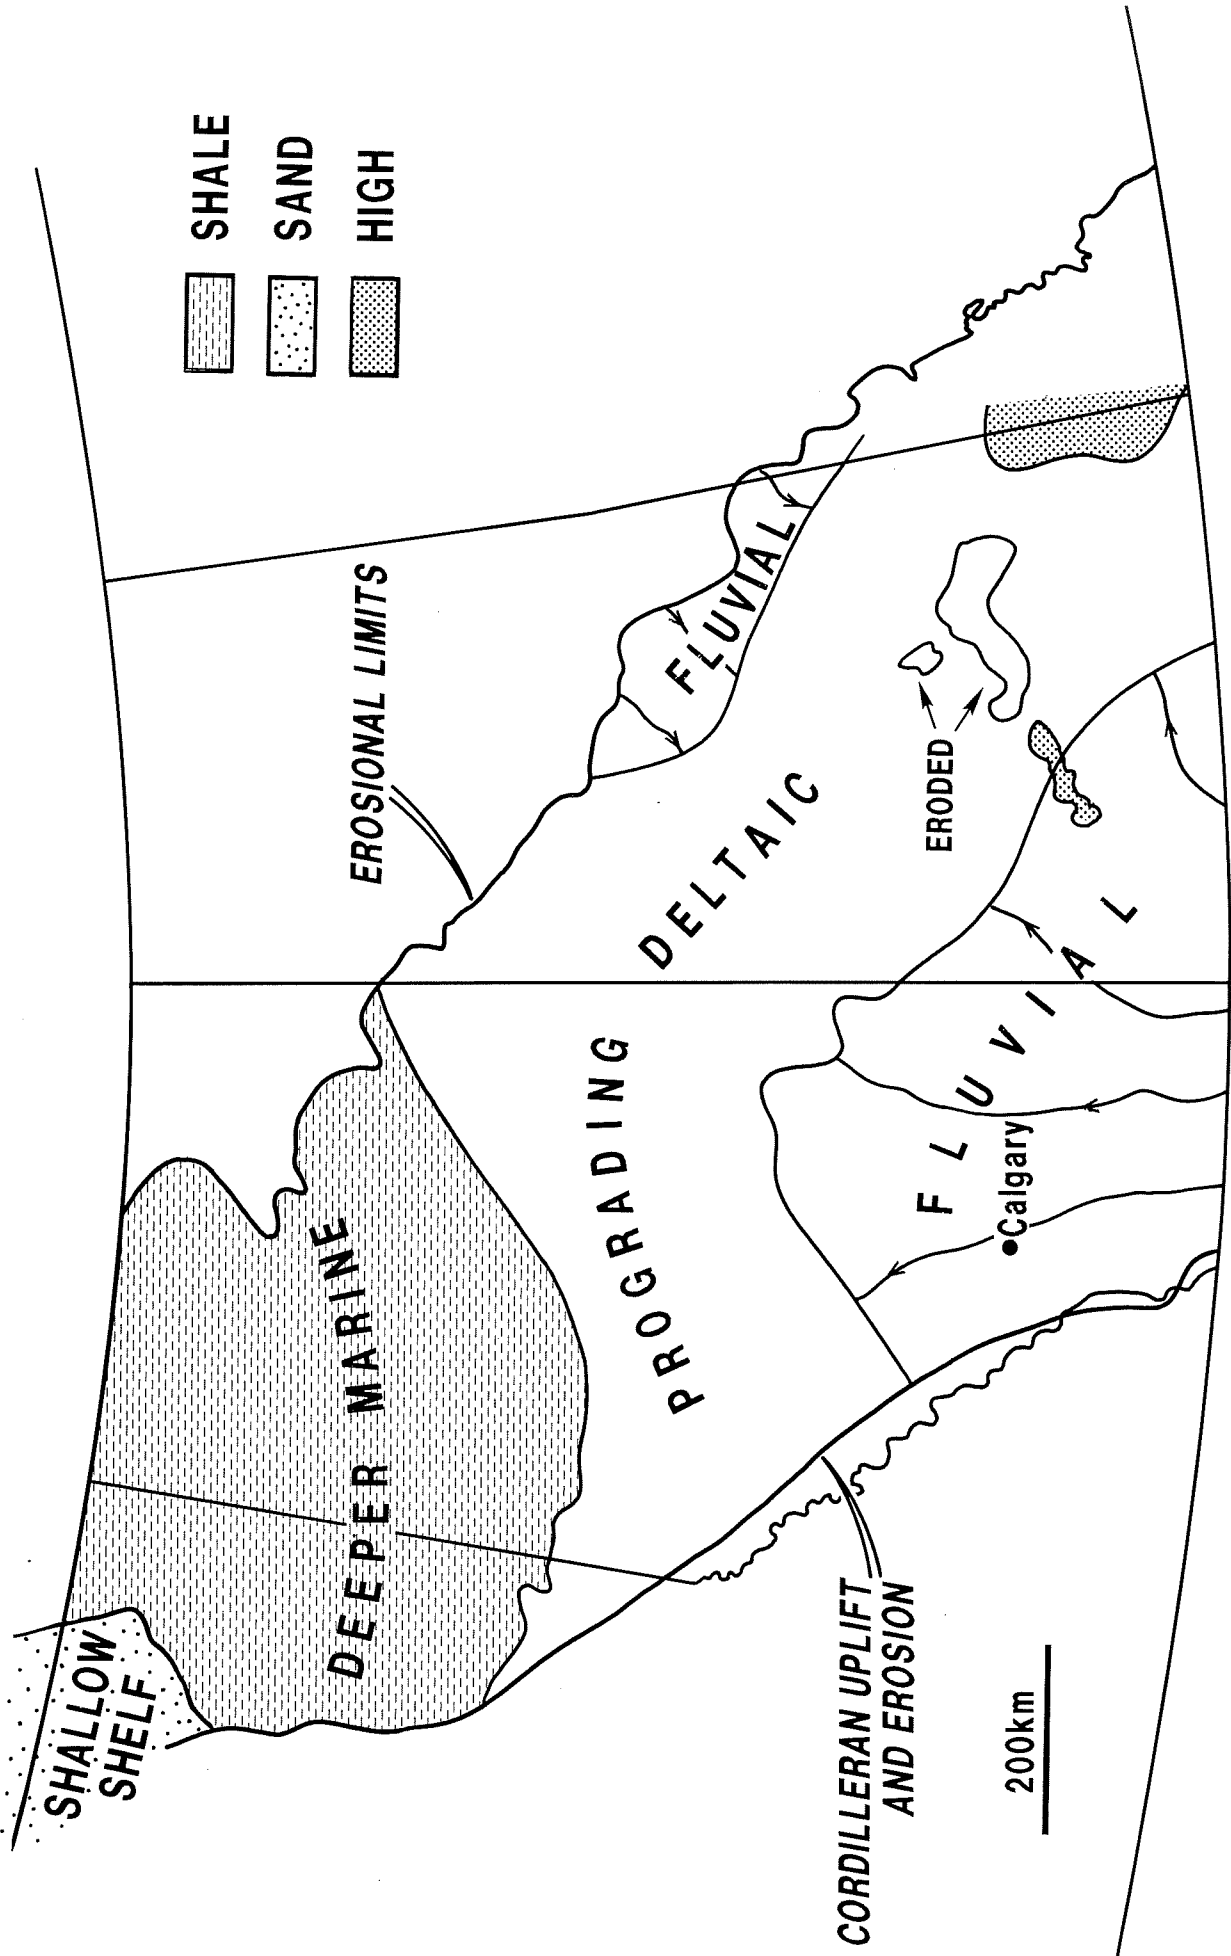 SHALLOW
SHELF
DEEPER MARINE
EROSIONAL LIMITS
SHALE
SAND
HIGH
PROGRADING
DELTAIC
FLUVIAL
ERODED
FLUVIAL
Calgary
CORDILLERAN UPLIFT
AND EROSION
200km